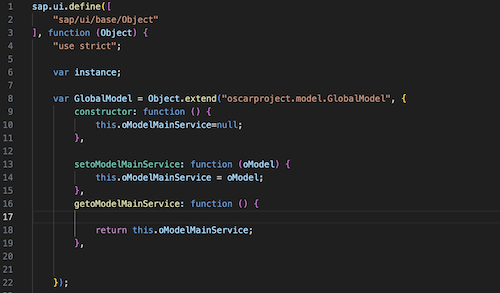 1 sap.ui.define([
2     "sap/ui/base/Object"
3 ], function (Object) {
4     "use strict";
5
6     var instance;
7
8     var GlobalModel = Object.extend("oscarproject.model.GlobalModel", {
9         constructor: function () {
10             this.oModelMainService=null;
11         },
12
13         setoModelMainService: function (oModel) {
14             this.oModelMainService = oModel;
15         },
16         getoModelMainService: function () {
17
18             return this.oModelMainService;
19         },
20
21
22     });